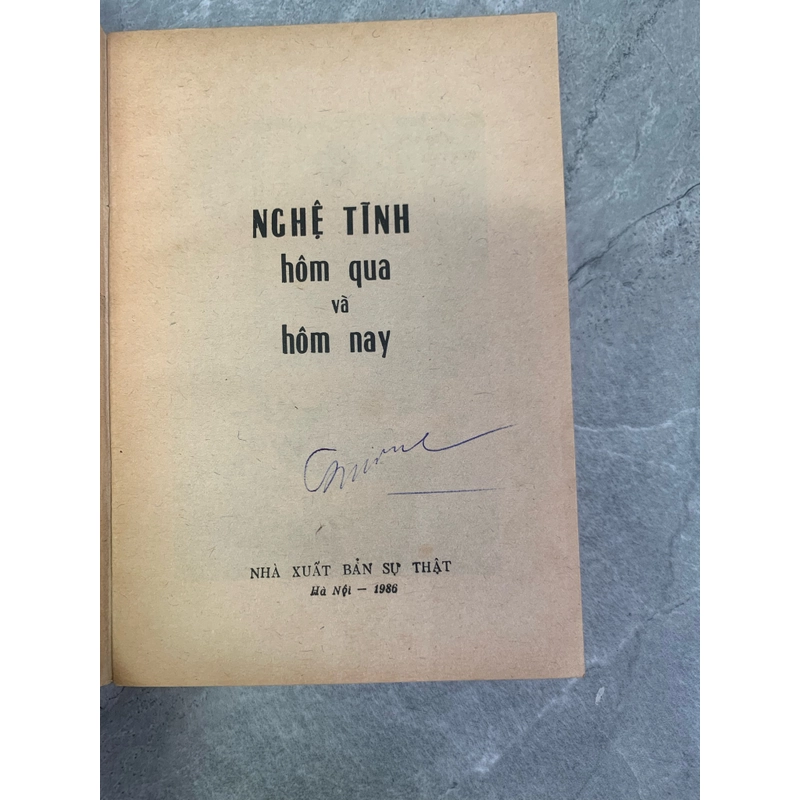 NGHỆ TĨNH
hôm qua
và
hôm nay
NHÀ XUẤT BẢN SỰ THẬT
Hà Nội — 1986